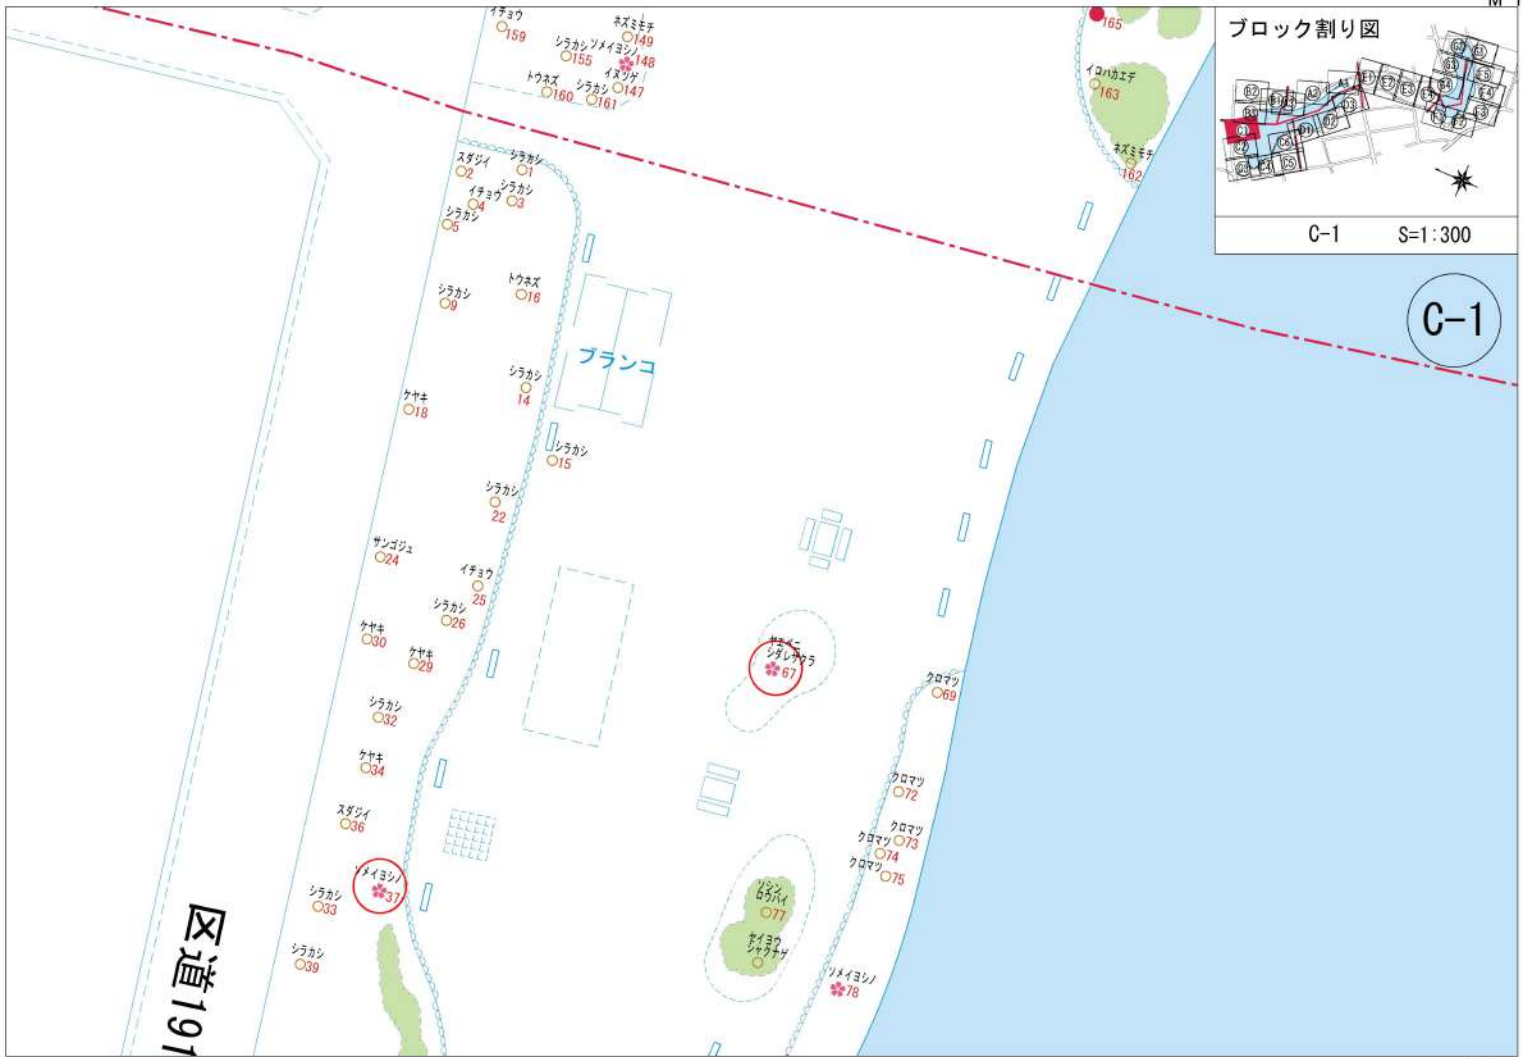 イチョウ
159
ネズミモチ
149
シラカシ
155
ソメイヨシノ
148
イヌツゲ
147
トウネズ
160
シラカシ
161
165
イロハカエデ
163
ネズミモチ
162
ブロック割り図
C-1 S=1:300
C-1
スダジイ
2
シラカシ
1
イチョウ
4
シラカシ
3
シラカシ
5
シラカシ
9
トウネズ
16
ブランコ
シラカシ
14
ケヤキ
18
シラカシ
15
シラカシ
22
サンゴジュ
24
イチョウ
25
シラカシ
26
ケヤキ
30
ケヤキ
29
ヤエベニ
シダレザクラ
67
クロマツ
69
シラカシ
32
ケヤキ
34
クロマツ
72
スダジイ
36
クロマツ
73
クロマツ
74
クロマツ
75
ソメイヨシノ
37
シラカシ
33
ソシン
ロウバイ
77
ヤイヨウ
シャクナゲ
シラカシ
39
ソメイヨシノ
78
区道191